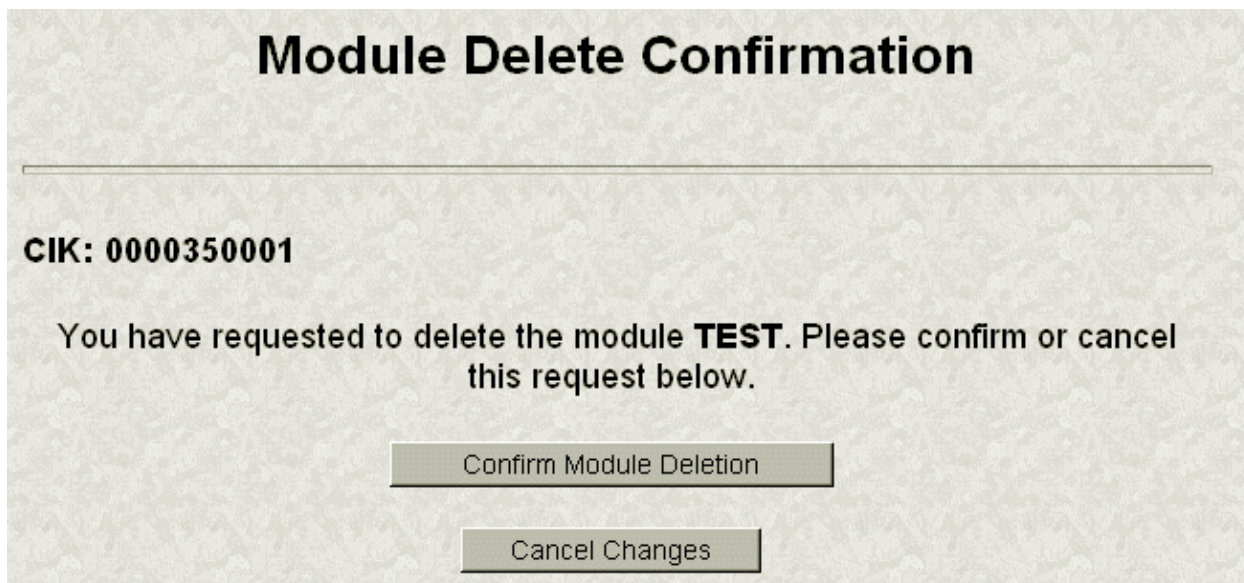 Module Delete Confirmation
CIK: 0000350001
You have requested to delete the module TEST. Please confirm or cancel
this request below.
Confirm Module Deletion
Cancel Changes